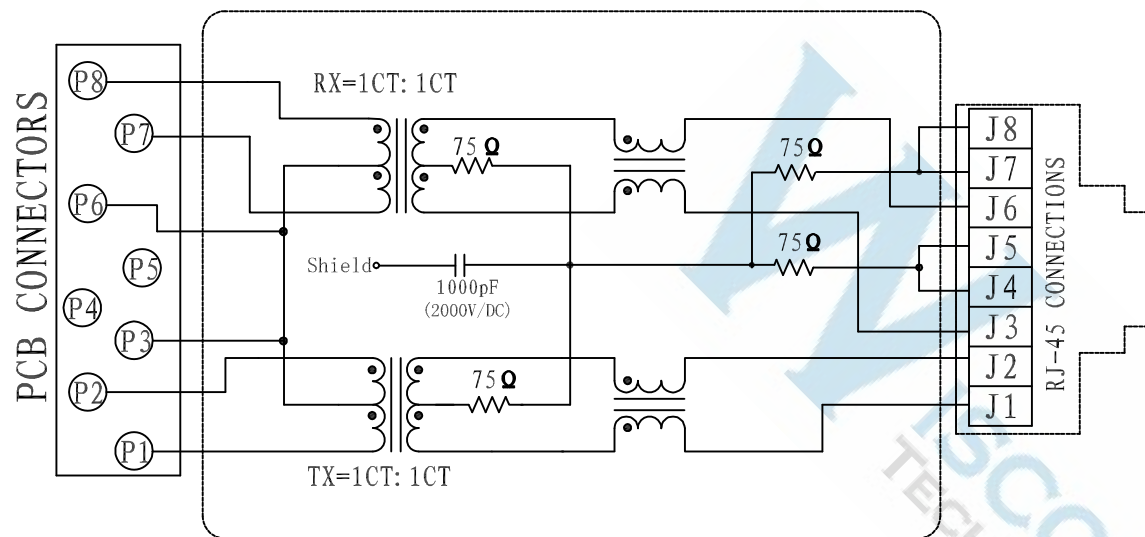 PCB CONNECTORS
P8
P7
P6
P5
P4
P3
P2
P1
RX=1CT: 1CT
75Ω
75Ω
75Ω
Shield
1000pF
(2000V/DC)
75Ω
TX=1CT: 1CT
J8
J7
J6
J5
J4
J3
J2
J1
RJ-45 CONNECTIONS